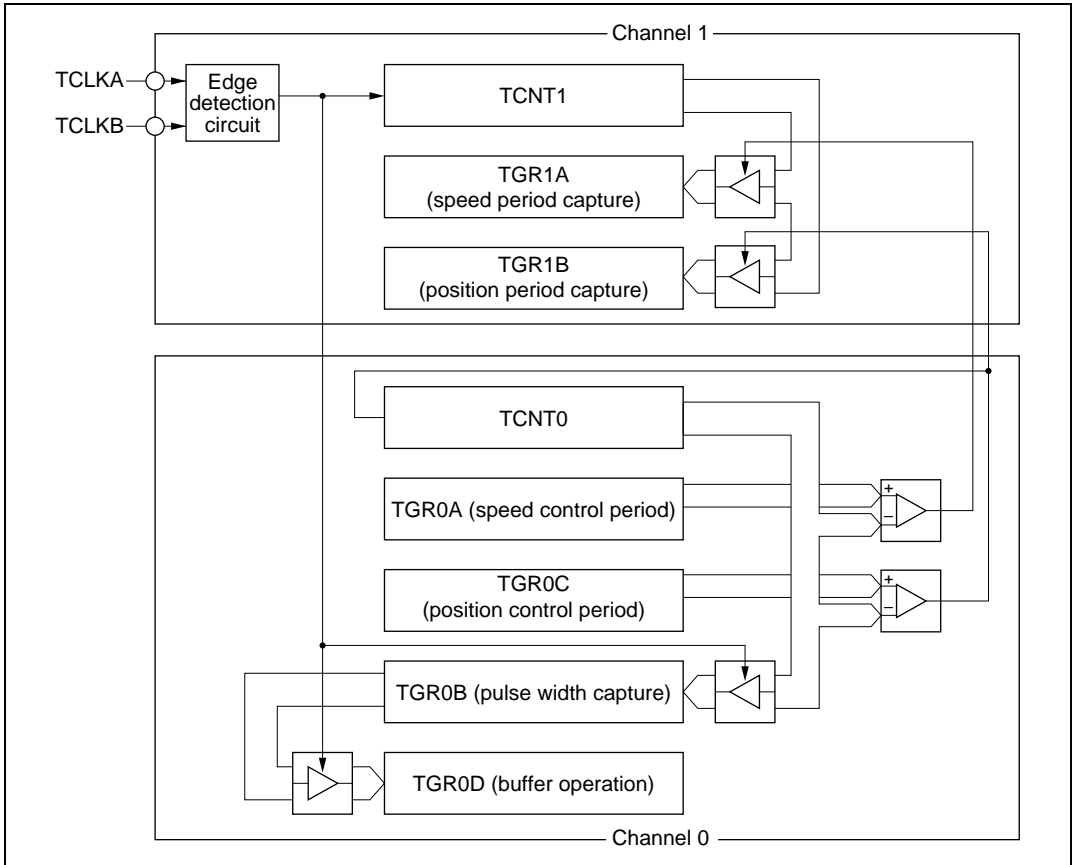 Channel 1
TCLKA
TCLKB
Edge
detection
circuit
TCNT1
TGR1A
(speed period capture)
TGR1B
(position period capture)
TCNT0
TGR0A (speed control period)
+
−
TGR0C
(position control period)
+
−
TGR0B (pulse width capture)
TGR0D (buffer operation)
Channel 0